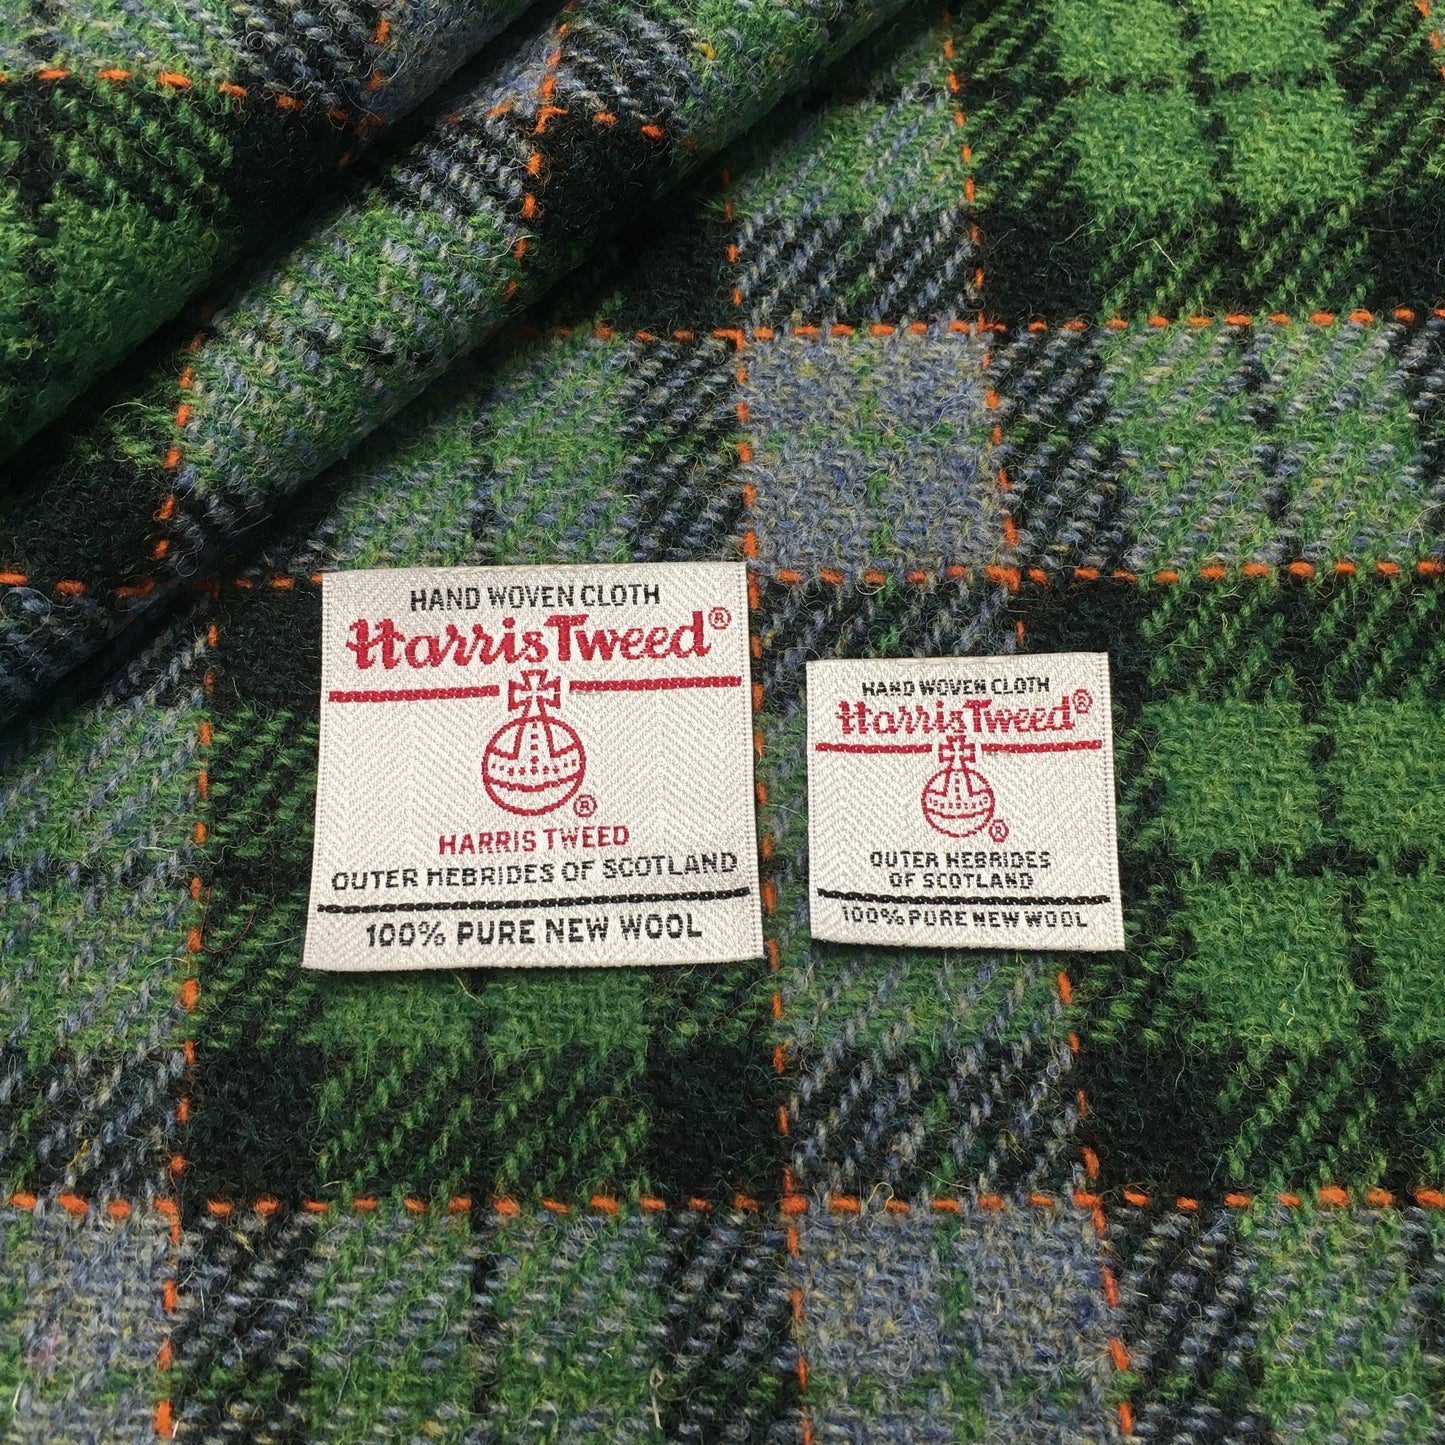 HAND WOVEN CLOTH
Harris Tweed®
®
HARRIS TWEED
OUTER HEBRIDES OF SCOTLAND
100% PURE NEW WOOL
HAND WOVEN CLOTH
Harris Tweed®
®
OUTER HEBRIDES
OF SCOTLAND
100% PURE NEW WOOL